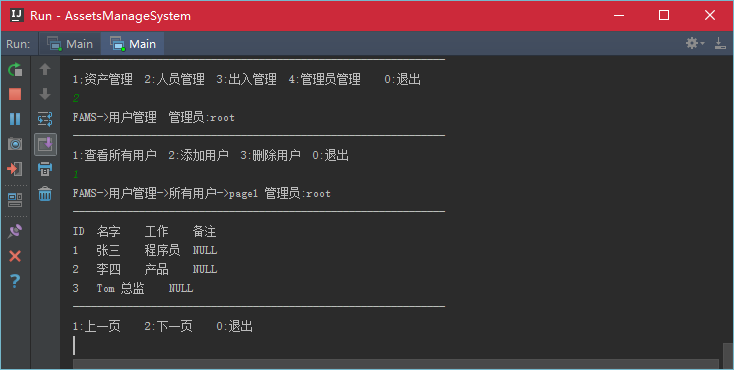 Run - AssetsManageSystem
Run: Main Main
1:资产管理 2:人员管理 3:出入管理 4:管理员管理 0:退出
2
FAMS->用户管理 管理员:root
1:查看所有用户 2:添加用户 3:删除用户 0:退出
1
FAMS->用户管理->所有用户->page1 管理员:root
ID 名字 工作 备注
1 张三 程序员 NULL
2 李四 产品 NULL
3 Tom 总监 NULL
1:上一页 2:下一页 0:退出